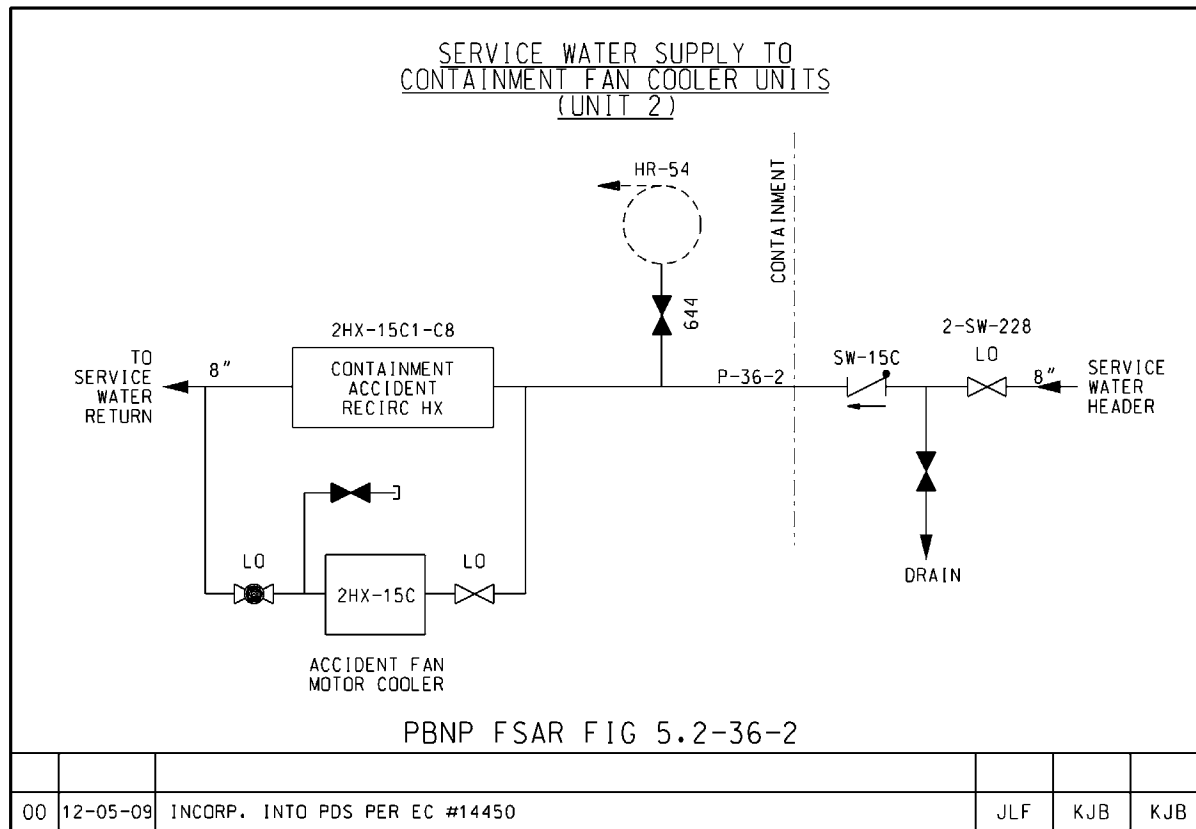 SERVICE WATER SUPPLY TO
CONTAINMENT FAN COOLER UNITS
(UNIT 2)
HR-54
CONTAINMENT
644
2HX-15C1-C8
2-SW-228
TO
SERVICE
WATER
RETURN
8"
CONTAINMENT
ACCIDENT
RECIRC HX
P-36-2
SW-15C
LO
8"
SERVICE
WATER
HEADER
LO
2HX-15C
LO
DRAIN
ACCIDENT FAN
MOTOR COOLER
PBNP FSAR FIG 5.2-36-2
00 12-05-09 INCORP. INTO PDS PER EC #14450 JLF KJB KJB